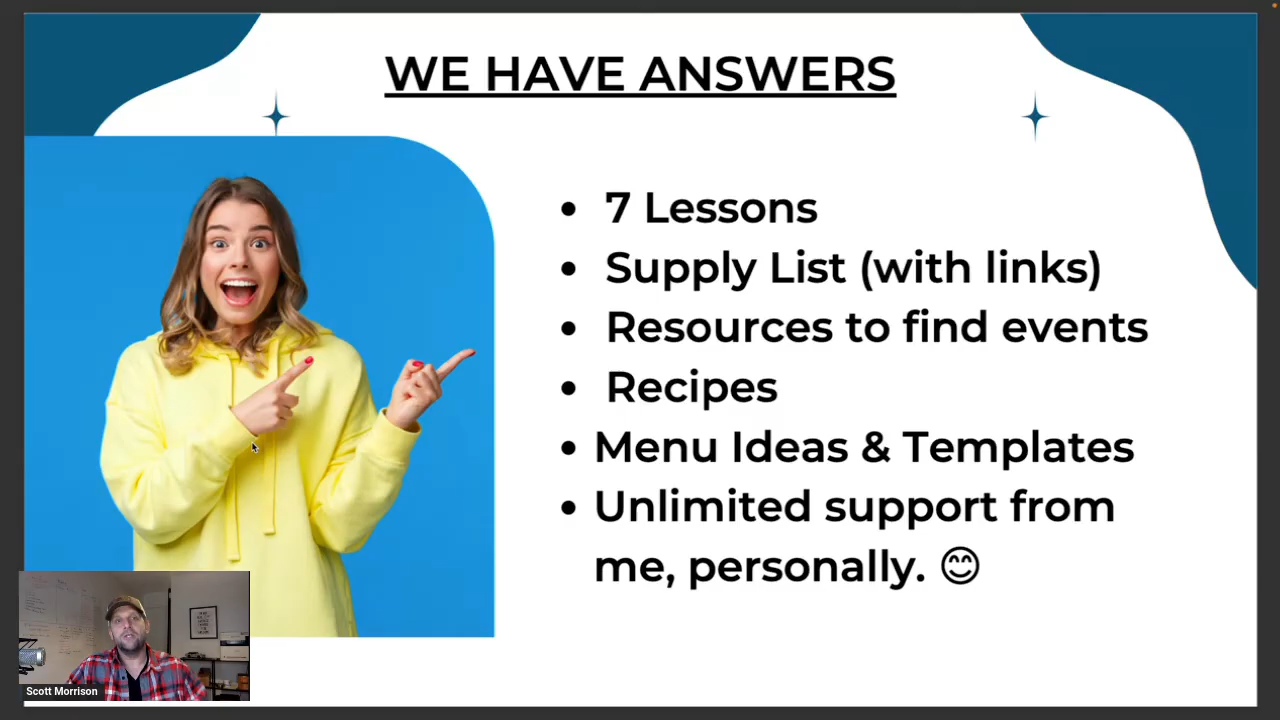 WE HAVE ANSWERS
• 7 Lessons
• Supply List (with links)
• Resources to find events
• Recipes
• Menu Ideas & Templates
• Unlimited support from
me, personally. 😊
Scott Morrison